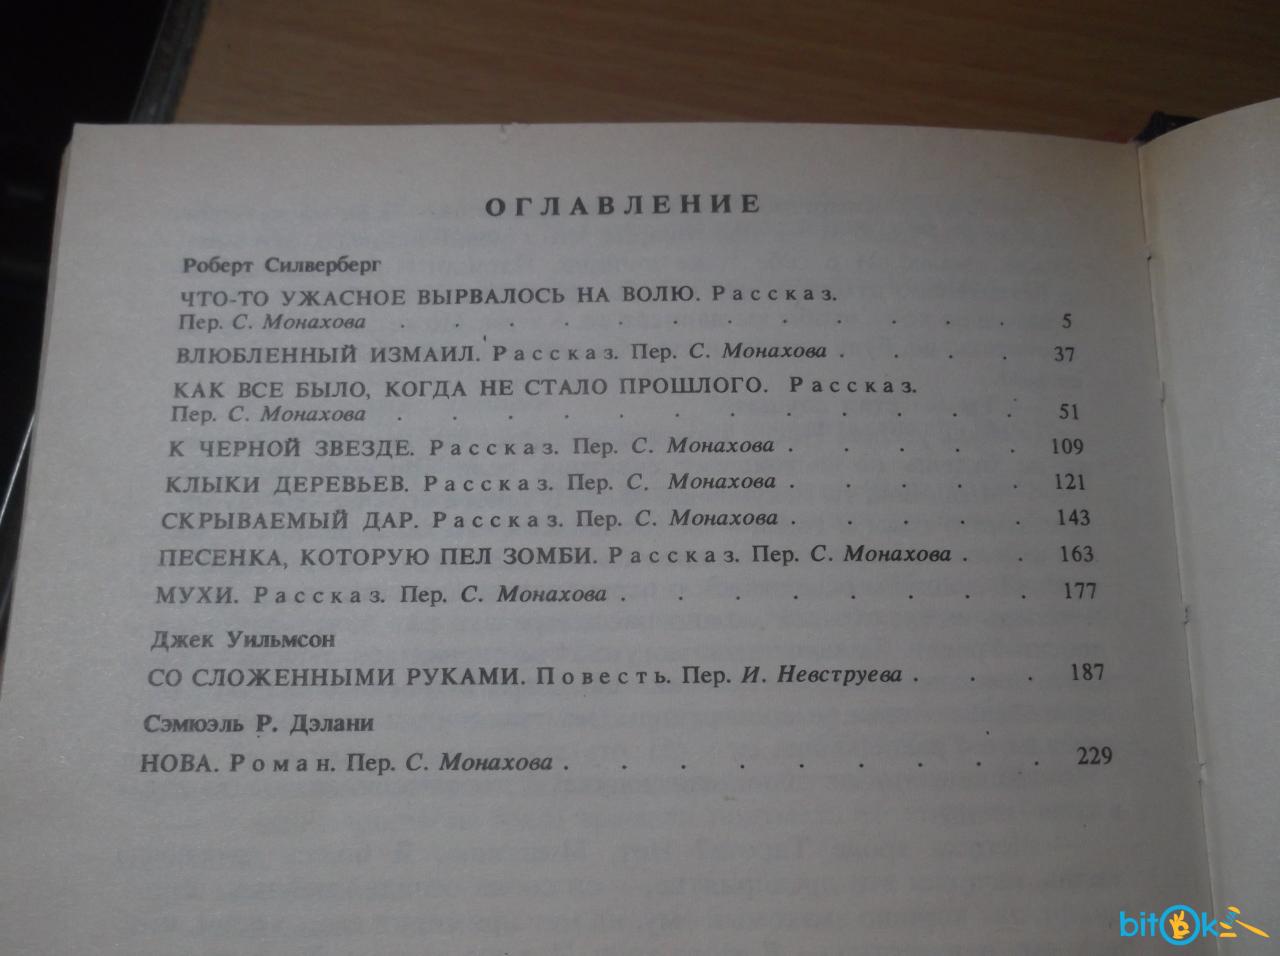 ОГЛАВЛЕНИЕ
Роберт Силверберг
ЧТО-ТО УЖАСНОЕ ВЫРВАЛОСЬ НА ВОЛЮ. Рассказ.
Пер. С. Монахова . . . . . . . . . . . . 5
ВЛЮБЛЕННЫЙ ИЗМАИЛ. Рассказ. Пер. С. Монахова . . . . 37
КАК ВСЕ БЫЛО, КОГДА НЕ СТАЛО ПРОШЛОГО. Рассказ.
Пер. С. Монахова . . . . . . . . . . . . 51
К ЧЕРНОЙ ЗВЕЗДЕ. Рассказ. Пер. С. Монахова . . . . . 109
КЛЫКИ ДЕРЕВЬЕВ. Рассказ. Пер. С. Монахова . . . . . 121
СКРЫВАЕМЫЙ ДАР. Рассказ. Пер. С. Монахова . . . . . 143
ПЕСЕНКА, КОТОРУЮ ПЕЛ ЗОМБИ. Рассказ. Пер. С. Монахова . . 163
МУХИ. Рассказ. Пер. С. Монахова . . . . . . . . 177
Джек Уильмсон
СО СЛОЖЕННЫМИ РУКАМИ. Повесть. Пер. И. Невструева . . . 187
Сэмюэль Р. Дэлани
НОВА. Роман. Пер. С. Монахова . . . . . . . . . 229
bitOk